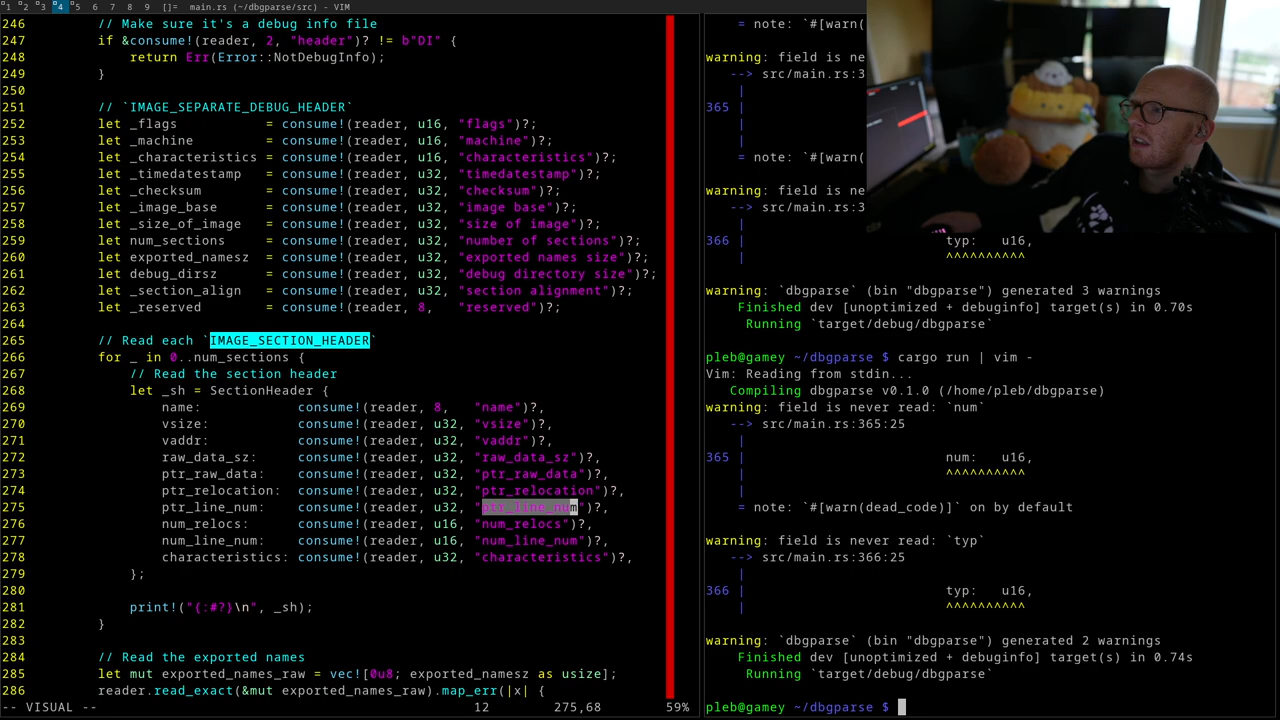 1 2 3 4 5 6 7 8 9 []= main.rs (~/dbgparse/src) - VIM
246 // Make sure it's a debug info file
247 if &consume!(reader, 2, "header")? != b"DI" {
248 return Err(Error::NotDebugInfo);
249 }
250
251 // `IMAGE_SEPARATE_DEBUG_HEADER`
252 let _flags = consume!(reader, u16, "flags")?;
253 let _machine = consume!(reader, u16, "machine")?;
254 let _characteristics = consume!(reader, u16, "characteristics")?;
255 let _timedatestamp = consume!(reader, u32, "timedatestamp")?;
256 let _checksum = consume!(reader, u32, "checksum")?;
257 let _image_base = consume!(reader, u32, "image base")?;
258 let _size_of_image = consume!(reader, u32, "size of image")?;
259 let num_sections = consume!(reader, u32, "number of sections")?;
260 let exported_namesz = consume!(reader, u32, "exported names size")?;
261 let debug_dirsz = consume!(reader, u32, "debug directory size")?;
262 let _section_align = consume!(reader, u32, "section alignment")?;
263 let _reserved = consume!(reader, 8, "reserved")?;
264
265 // Read each `IMAGE_SECTION_HEADER`
266 for _ in 0..num_sections {
267 // Read the section header
268 let _sh = SectionHeader {
269 name: consume!(reader, 8, "name")?,
270 vsize: consume!(reader, u32, "vsize")?,
271 vaddr: consume!(reader, u32, "vaddr")?,
272 raw_data_sz: consume!(reader, u32, "raw_data_sz")?,
273 ptr_raw_data: consume!(reader, u32, "ptr_raw_data")?,
274 ptr_relocation: consume!(reader, u32, "ptr_relocation")?,
275 ptr_line_num: consume!(reader, u32, "ptr_line_num")?,
276 num_relocs: consume!(reader, u16, "num_relocs")?,
277 num_line_num: consume!(reader, u16, "num_line_num")?,
278 characteristics: consume!(reader, u32, "characteristics")?,
279 };
280
281 print!("{:#?}\n", _sh);
282 }
283
284 // Read the exported names
285 let mut exported_names_raw = vec![0u8; exported_namesz as usize];
286 reader.read_exact(&mut exported_names_raw).map_err(|x| {
-- VISUAL -- 12 275,68 59%
= note: `#[warn(
warning: field is ne
--> src/main.rs:3
|
365 |
|
|
= note: `#[warn(
warning: field is ne
--> src/main.rs:3
|
366 | typ: u16,
| ^^^^^^^^^^
warning: `dbgparse` (bin "dbgparse") generated 3 warnings
Finished dev [unoptimized + debuginfo] target(s) in 0.70s
Running `target/debug/dbgparse`
pleb@gamey ~/dbgparse $ cargo run | vim -
Vim: Reading from stdin...
Compiling dbgparse v0.1.0 (/home/pleb/dbgparse)
warning: field is never read: `num`
--> src/main.rs:365:25
|
365 | num: u16,
| ^^^^^^^^^^
|
= note: `#[warn(dead_code)]` on by default
warning: field is never read: `typ`
--> src/main.rs:366:25
|
366 | typ: u16,
| ^^^^^^^^^^
warning: `dbgparse` (bin "dbgparse") generated 2 warnings
Finished dev [unoptimized + debuginfo] target(s) in 0.74s
Running `target/debug/dbgparse`
pleb@gamey ~/dbgparse $